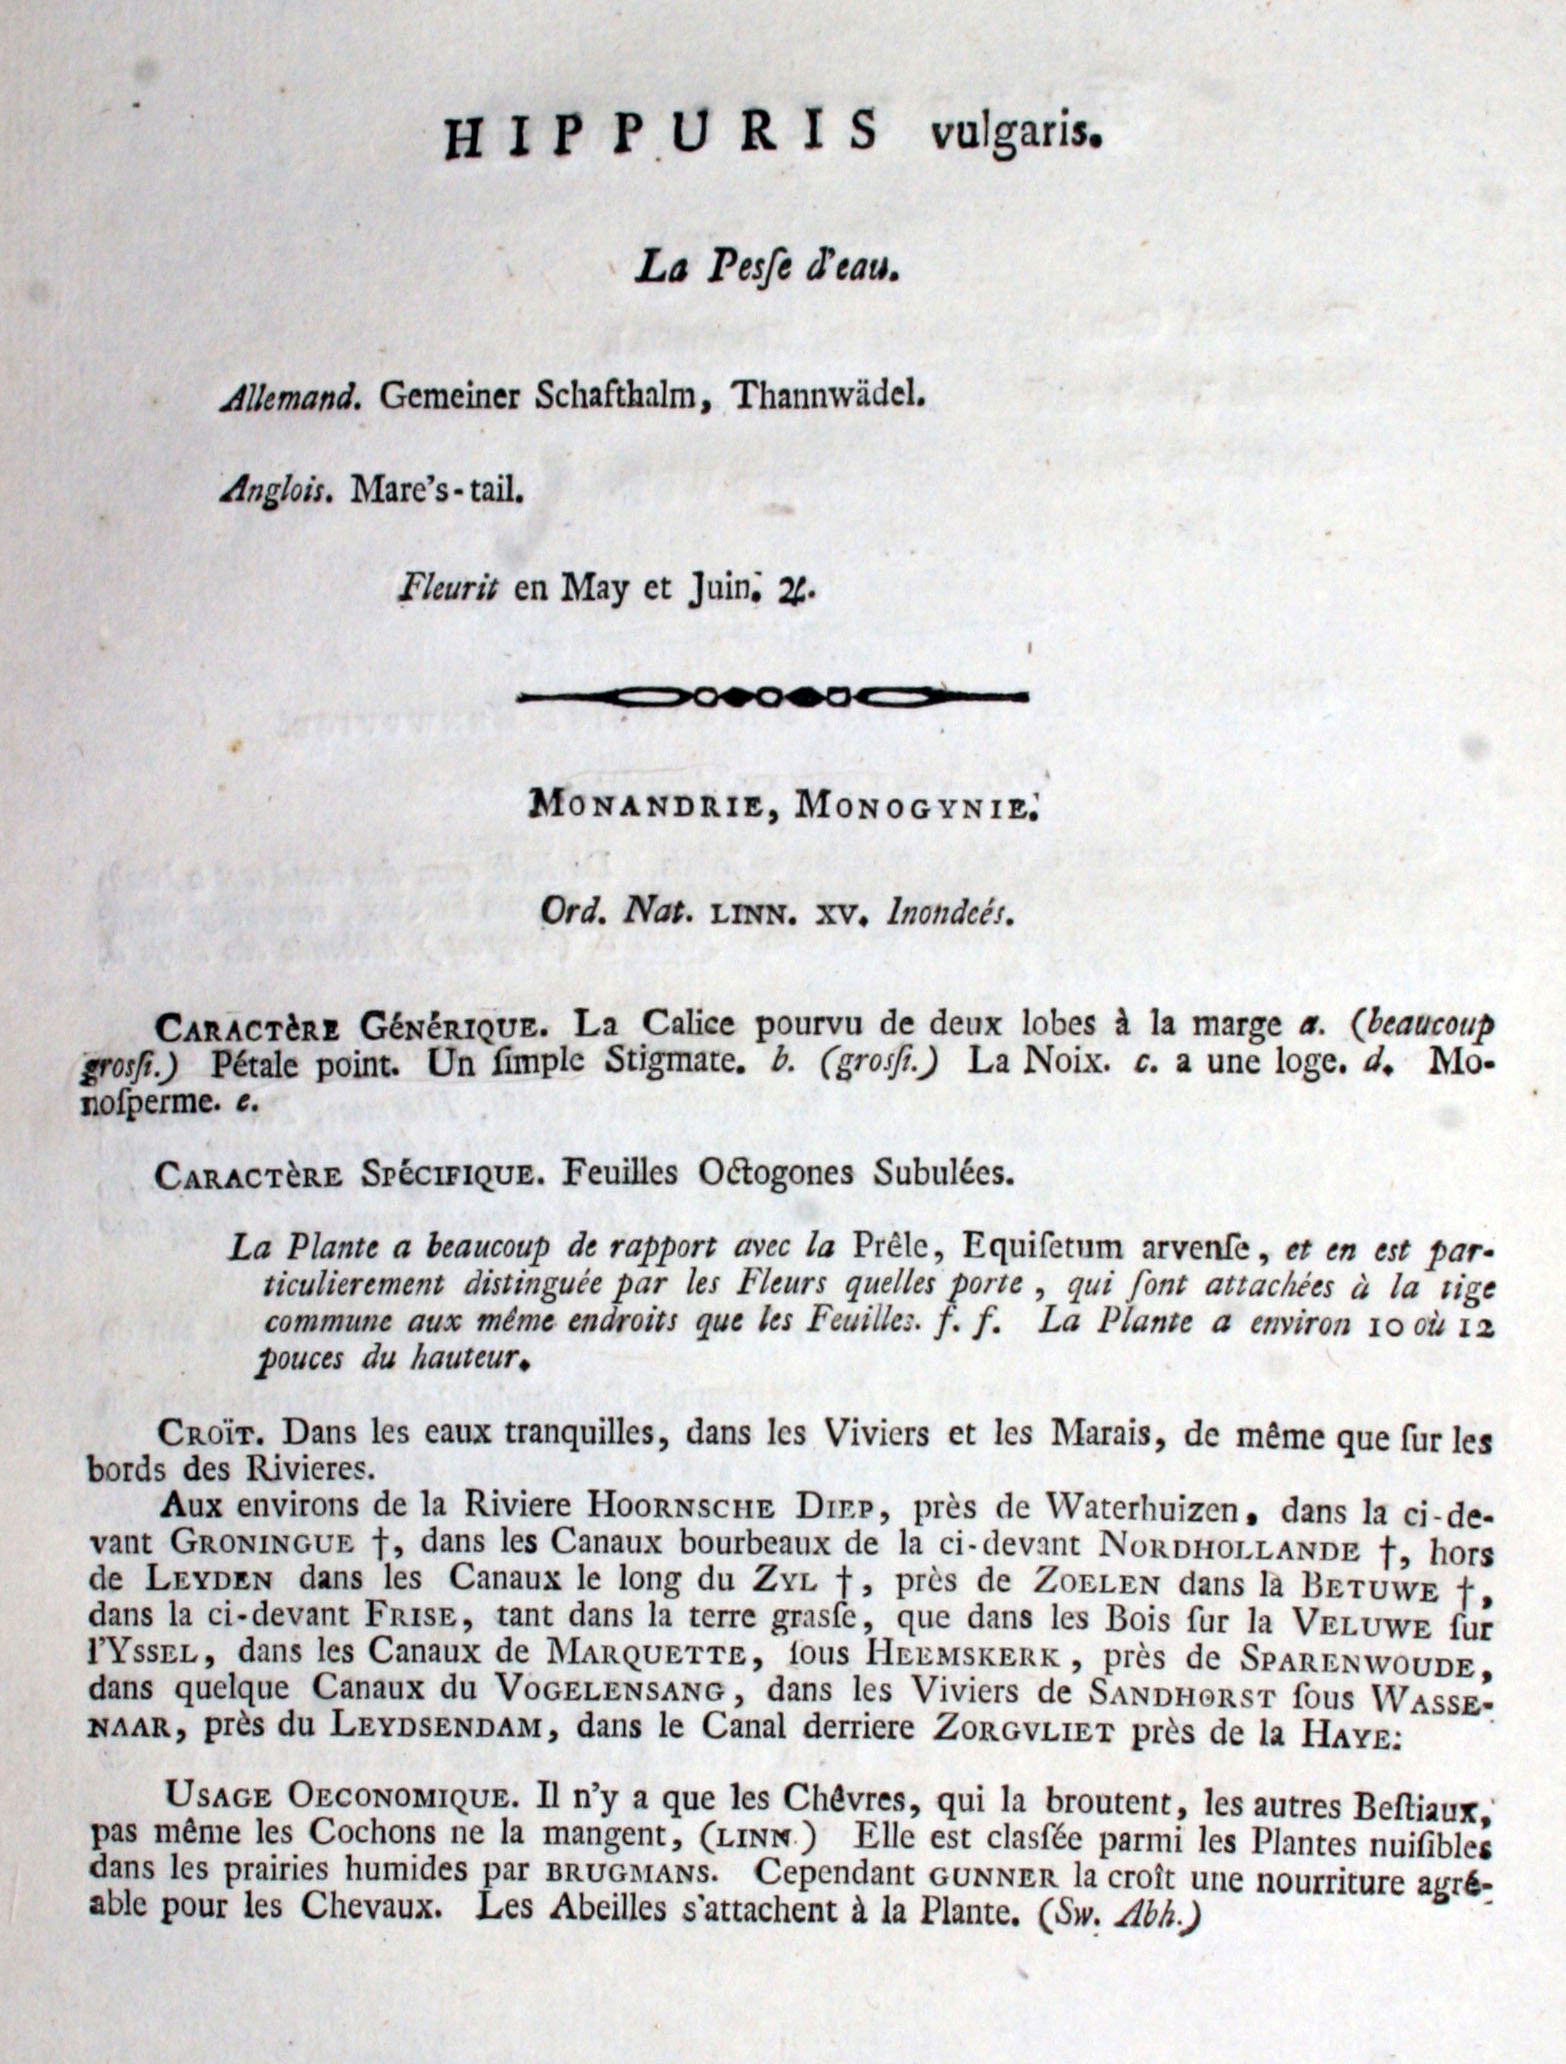 HIPPURIS vulgaris.
La Pesſe d'eau.
Allemand. Gemeiner Schafthalm, Thannwädel.
Anglois. Mare's-tail.
Fleurit en May et Juin. ♃.
MONANDRIE, MONOGYNIE.
Ord. Nat. LINN. XV. Inondeés.
CARACTèRE GéNéRIQUE. La Calice pourvu de deux lobes à la marge a. (beaucoup
grosſi.) Pétale point. Un ſimple Stigmate. b. (grosſi.) La Noix. c. a une loge. d. Mo-
noſperme. e.
CARACTèRE SPéCIFIQUE. Feuilles Octogones Subulées.
La Plante a beaucoup de rapport avec la Prêle, Equiſetum arvenſe, et en est par-
ticulierement distinguée par les Fleurs quelles porte, qui ſont attachées à la tige
commune aux même endroits que les Feuilles. f. f. La Plante a environ 10 où 12
pouces du hauteur.
CROïT. Dans les eaux tranquilles, dans les Viviers et les Marais, de même que ſur les
bords des Rivieres.
Aux environs de la Riviere HOORNSCHE DIEP, près de Waterhuizen, dans la ci-de-
vant GRONINGUE †, dans les Canaux bourbeaux de la ci-devant NORDHOLLANDE †, hors
de LEYDEN dans les Canaux le long du ZYL †, près de ZOELEN dans la BETUWE †,
dans la ci-devant FRISE, tant dans la terre grasſe, que dans les Bois ſur la VELUWE ſur
l'YSSEL, dans les Canaux de MARQUETTE, ſous HEEMSKERK, près de SPARENWOUDE,
dans quelque Canaux du VOGELENSANG, dans les Viviers de SANDHORST ſous WASSE-
NAAR, près du LEYDSENDAM, dans le Canal derriere ZORGVLIET près de la HAYE.
USAGE OECONOMIQUE. Il n'y a que les Chêvres, qui la broutent, les autres Beſtiaux,
pas même les Cochons ne la mangent, (LINN.) Elle est clasſée parmi les Plantes nuiſibles
dans les prairies humides par BRUGMANS. Cependant GUNNER la croît une nourriture agré-
able pour les Chevaux. Les Abeilles s'attachent à la Plante. (Sw. Abh.)